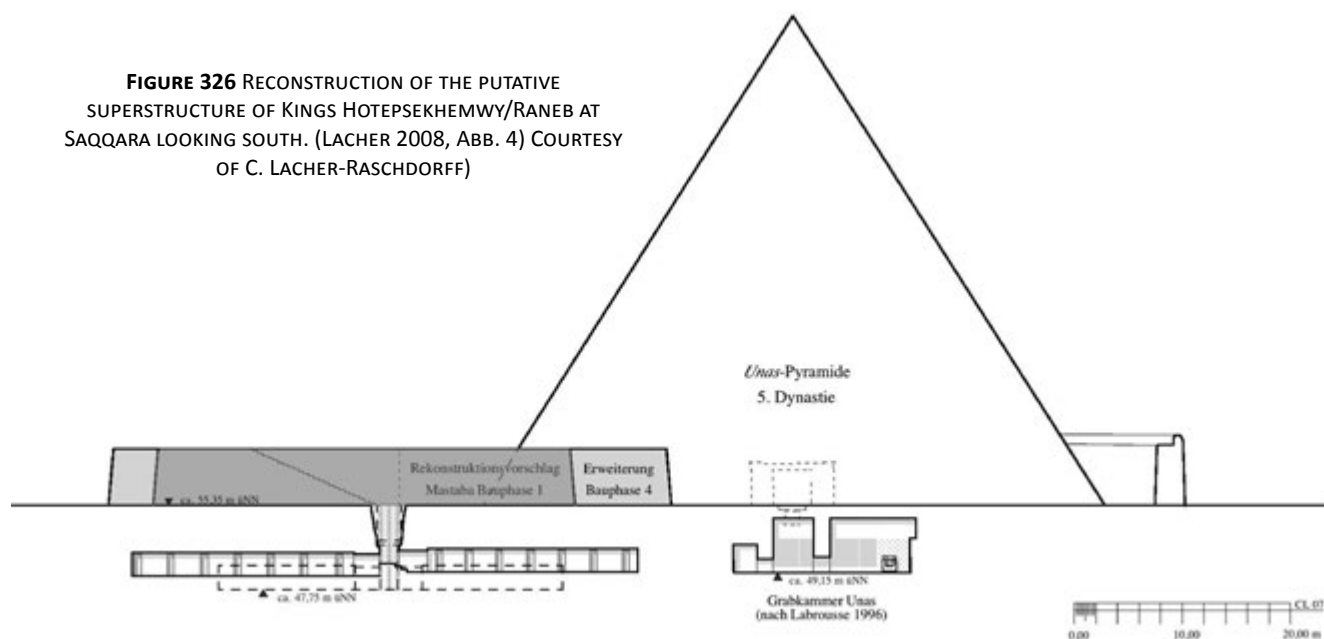 FIGURE 326 RECONSTRUCTION OF THE PUTATIVE
SUPERSTRUCTURE OF KINGS HOTEPSEKHEMWY/RANEB AT
SAQQARA LOOKING SOUTH. (LACHER 2008, ABB. 4) COURTESY
OF C. LACHER-RASCHDORFF)
Unas-Pyramide
5. Dynastie
Rekonstruktionsvorschlag
Mastaba Bauphase 1
Erweiterung
Bauphase 4
ca. 55,35 m üNN
ca. 47,75 m üNN
ca. 49,15 m üNN
Grabkammer Unas
(nach Labrousse 1996)
CL 07
0,00 10,00 20,00 m